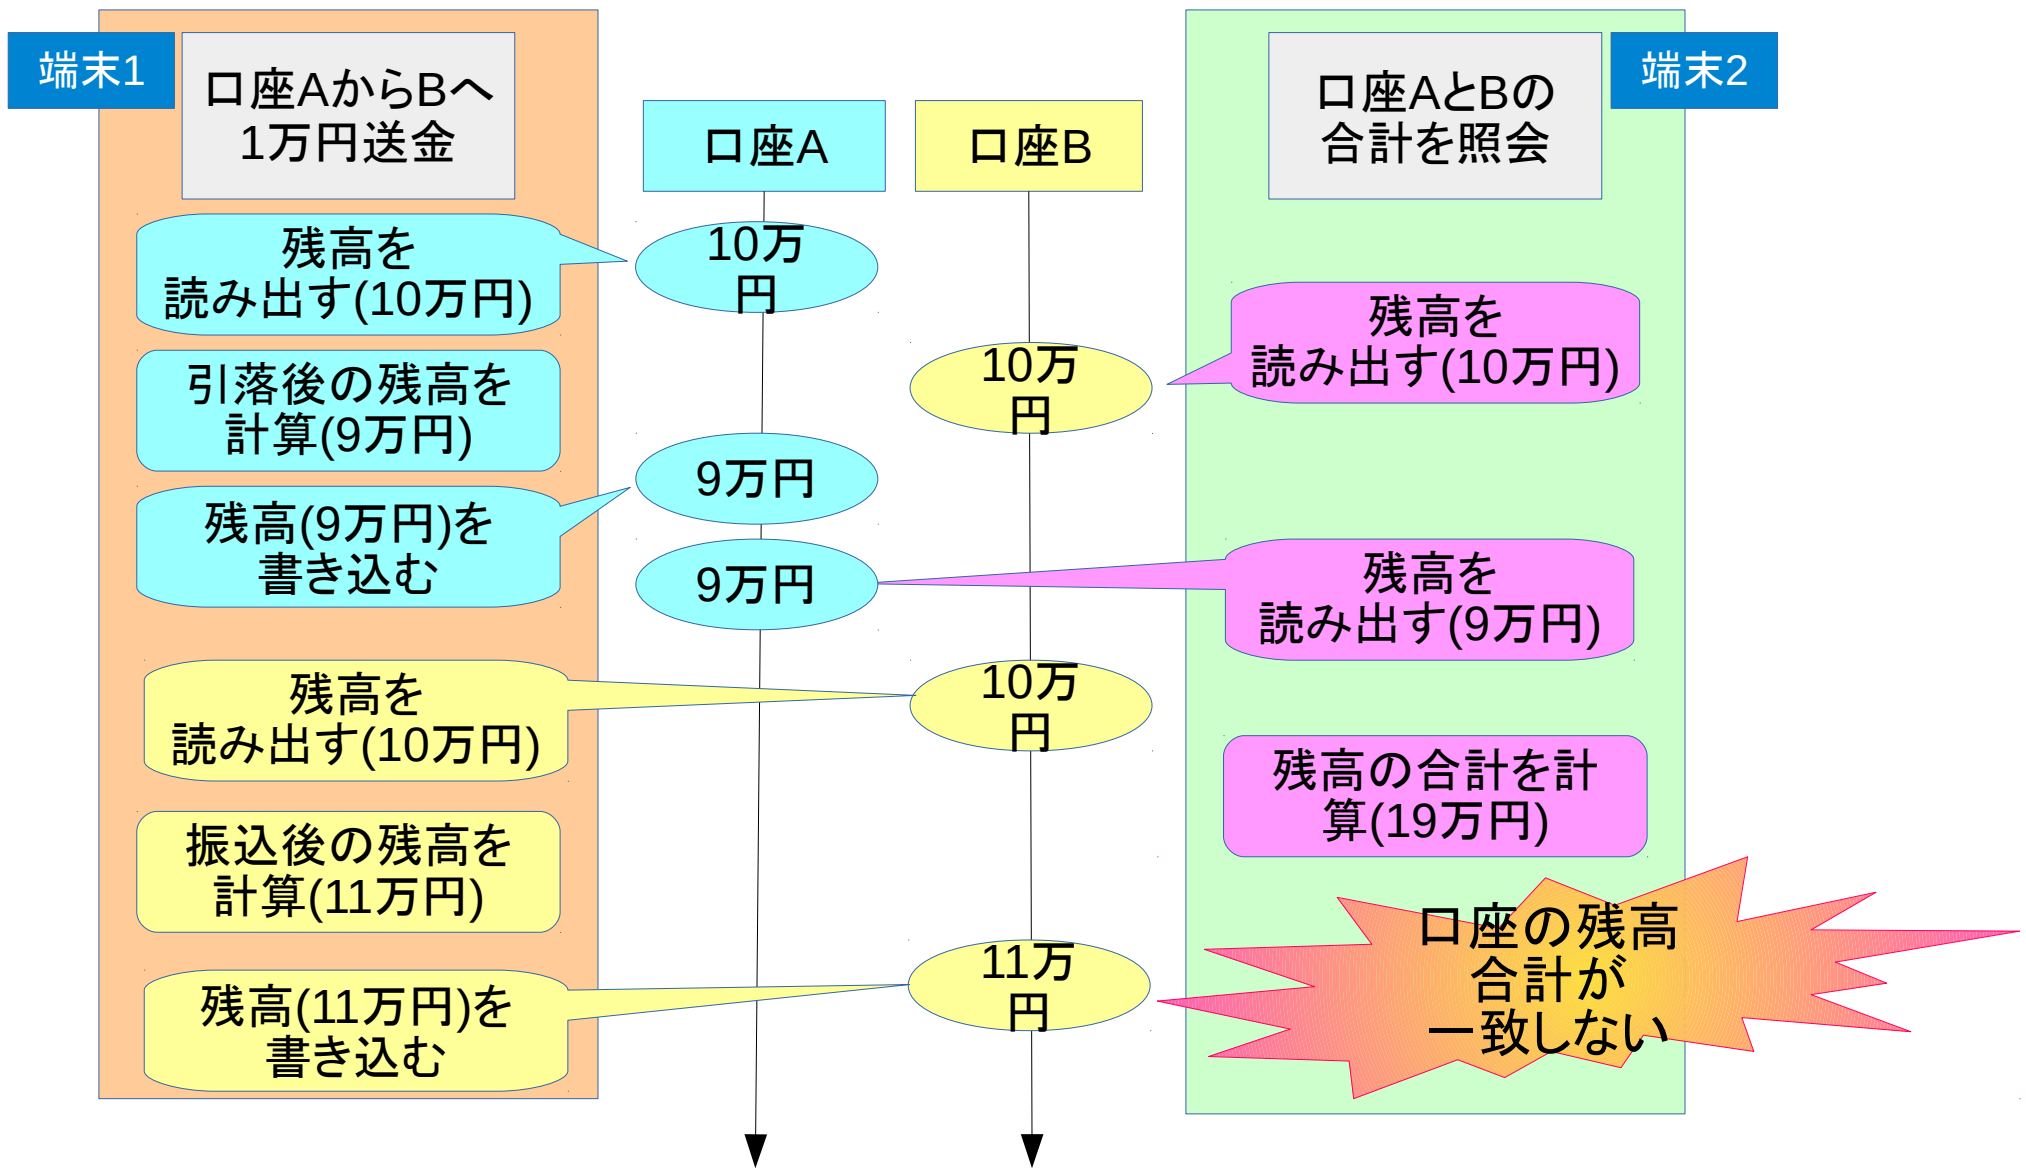 端末1
口座AからBへ
1万円送金
口座A
口座B
口座AとBの
合計を照会
端末2
残高を
読み出す(10万円)
10万
円
残高を
読み出す(10万円)
10万
円
引落後の残高を
計算(9万円)
9万円
残高(9万円)を
書き込む
9万円
残高を
読み出す(9万円)
残高を
読み出す(10万円)
10万
円
残高の合計を計
算(19万円)
振込後の残高を
計算(11万円)
口座の残高
合計が
一致しない
残高(11万円)を
書き込む
11万
円